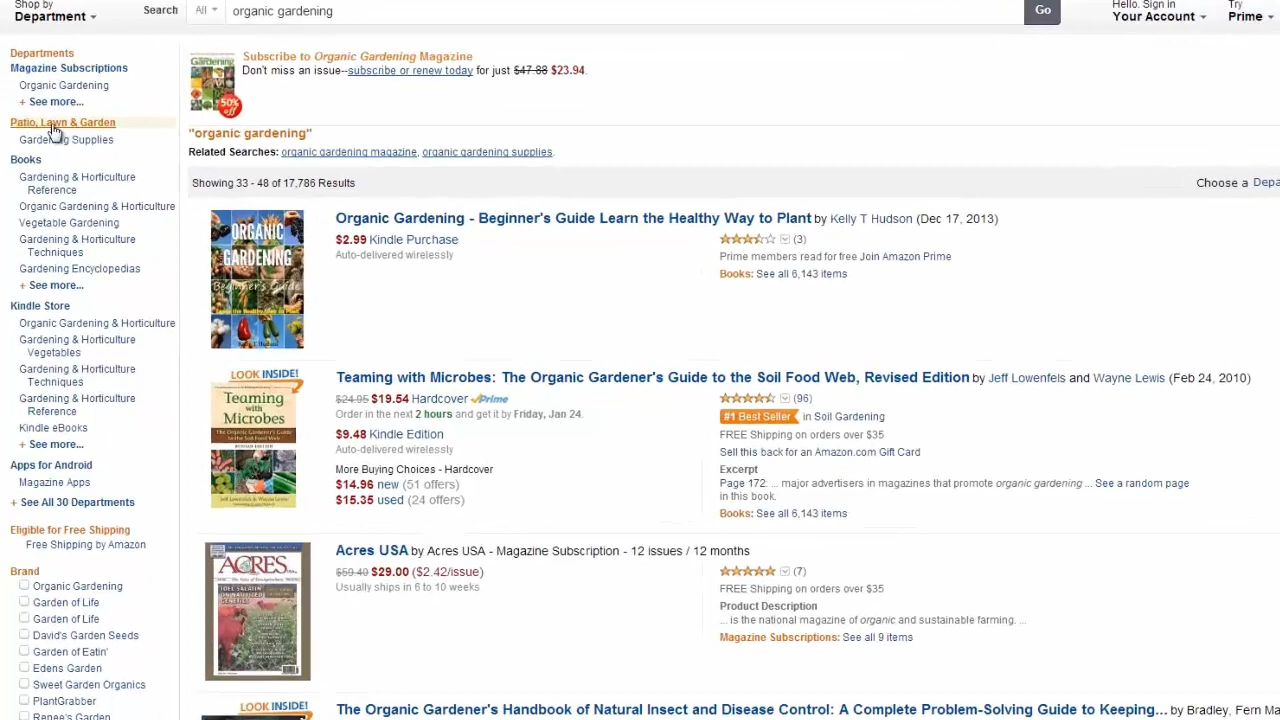 Shop by
Department
Search
All
organic gardening
Go
Hello. Sign in
Your Account
Try
Prime
Departments
Magazine Subscriptions
Organic Gardening
+ See more...
Patio, Lawn & Garden
Gardening Supplies
Books
Gardening & Horticulture
Reference
Organic Gardening & Horticulture
Vegetable Gardening
Gardening & Horticulture
Techniques
Gardening Encyclopedias
+ See more...
Kindle Store
Organic Gardening & Horticulture
Gardening & Horticulture
Vegetables
Gardening & Horticulture
Techniques
Gardening & Horticulture
Reference
Kindle eBooks
+ See more...
Apps for Android
Magazine Apps
+ See All 30 Departments
Eligible for Free Shipping
Free Shipping by Amazon
Brand
Organic Gardening
Garden of Life
Garden of Life
David's Garden Seeds
Garden of Eatin'
Edens Garden
Sweet Garden Organics
PlantGrabber
Renee's Garden
Gardening
50%
off
Subscribe to Organic Gardening Magazine
Don't miss an issue--subscribe or renew today for just $47.88 $23.94.
"organic gardening"
Related Searches: organic gardening magazine, organic gardening supplies.
Showing 33 - 48 of 17,786 Results
Choose a Depa
ORGANIC
GARDENING
Beginner's Guide
Organic Gardening - Beginner's Guide Learn the Healthy Way to Plant by Kelly T Hudson (Dec 17, 2013)
$2.99 Kindle Purchase
Auto-delivered wirelessly
(3)
Prime members read for free Join Amazon Prime
Books: See all 6,143 items
LOOK INSIDE!
Teaming
with
Microbes
Jeff Lowenfels & Wayne Lewis
Teaming with Microbes: The Organic Gardener's Guide to the Soil Food Web, Revised Edition by Jeff Lowenfels and Wayne Lewis (Feb 24, 2010)
$24.95 $19.54 Hardcover Prime
Order in the next 2 hours and get it by Friday, Jan 24.
$9.48 Kindle Edition
Auto-delivered wirelessly
More Buying Choices - Hardcover
$14.96 new (51 offers)
$15.35 used (24 offers)
(96)
#1 Best Seller in Soil Gardening
FREE Shipping on orders over $35
Sell this back for an Amazon.com Gift Card
Excerpt
Page 172: ... major advertisers in magazines that promote organic gardening ... See a random page
in this book.
Books: See all 6,143 items
ACRES
Acres USA by Acres USA - Magazine Subscription - 12 issues / 12 months
$59.40 $29.00 ($2.42/issue)
Usually ships in 6 to 10 weeks
(7)
FREE Shipping on orders over $35
Product Description
... is the national magazine of organic and sustainable farming. ...
Magazine Subscriptions: See all 9 items
LOOK INSIDE!
The Organic Gardener's Handbook of Natural Insect and Disease Control: A Complete Problem-Solving Guide to Keeping... by Bradley, Fern Ma